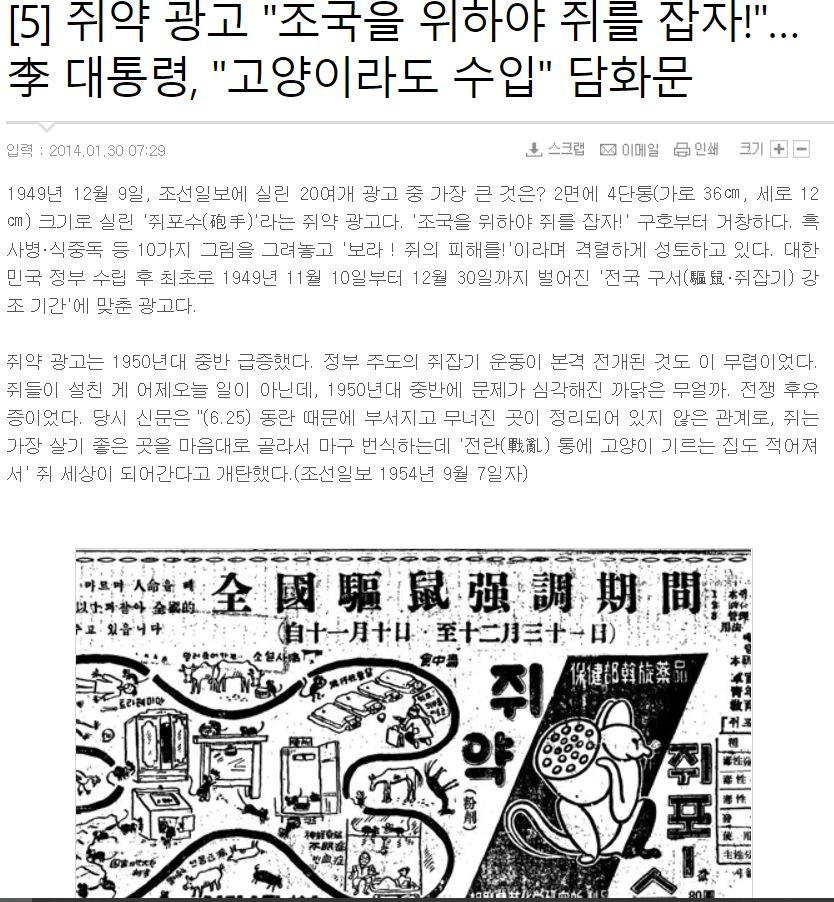 [5] 쥐약 광고 "조국을 위하야 쥐를 잡자!"...
李 대통령, "고양이라도 수입" 담화문
입력 : 2014.01.30 07:29
스크랩 이메일 인쇄 크기
1949년 12월 9일, 조선일보에 실린 20여개 광고 중 가장 큰 것은? 2면에 4단통(가로 36㎝, 세로 12
㎝) 크기로 실린 '쥐포수(砲手)'라는 쥐약 광고다. '조국을 위하야 쥐를 잡자!' 구호부터 거창하다. 흑
사병·식중독 등 10가지 그림을 그려놓고 '보라 ! 쥐의 피해를!'이라며 격렬하게 성토하고 있다. 대한
민국 정부 수립 후 최초로 1949년 11월 10일부터 12월 30일까지 벌어진 '전국 구서(驅鼠·쥐잡기) 강
조 기간'에 맞춘 광고다.
쥐약 광고는 1950년대 중반 급증했다. 정부 주도의 쥐잡기 운동이 본격 전개된 것도 이 무렵이었다.
쥐들이 설친 게 어제오늘 일이 아닌데, 1950년대 중반에 문제가 심각해진 까닭은 무얼까. 전쟁 후유
증이었다. 당시 신문은 "(6.25) 동란 때문에 부서지고 무너진 곳이 정리되어 있지 않은 관계로, 쥐는
가장 살기 좋은 곳을 마음대로 골라서 마구 번식하는데 '전란(戰亂) 통에 고양이 기르는 집도 적어져
서' 쥐 세상이 되어간다고 개탄했다.(조선일보 1954년 9월 7일자)
全國驅鼠强調期間
(自十一月十日 · 至十二月三十一日)
人命을
있읍니다
食中毒
保健部斡旋薬品
쥐약
(粉劑)
쥐포
不眠症